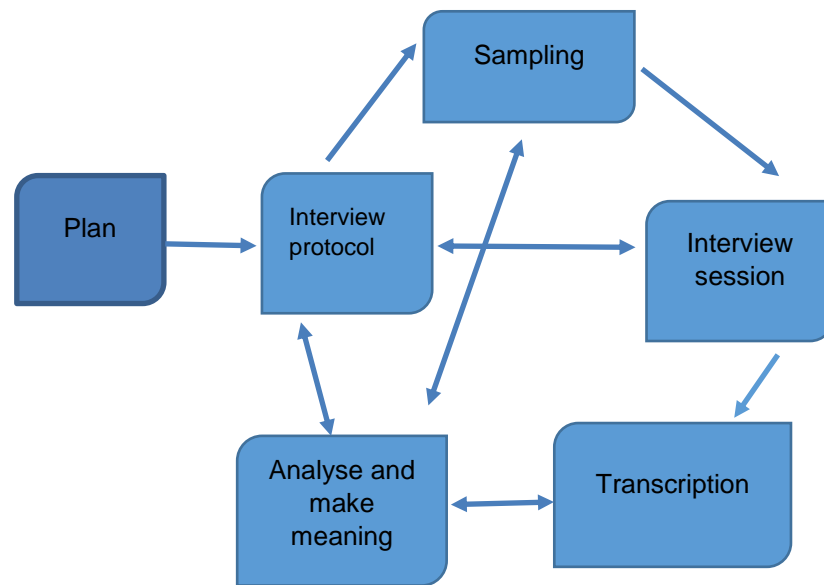 Sampling
Plan
Interview
protocol
Interview
session
Analyse and
make
meaning
Transcription